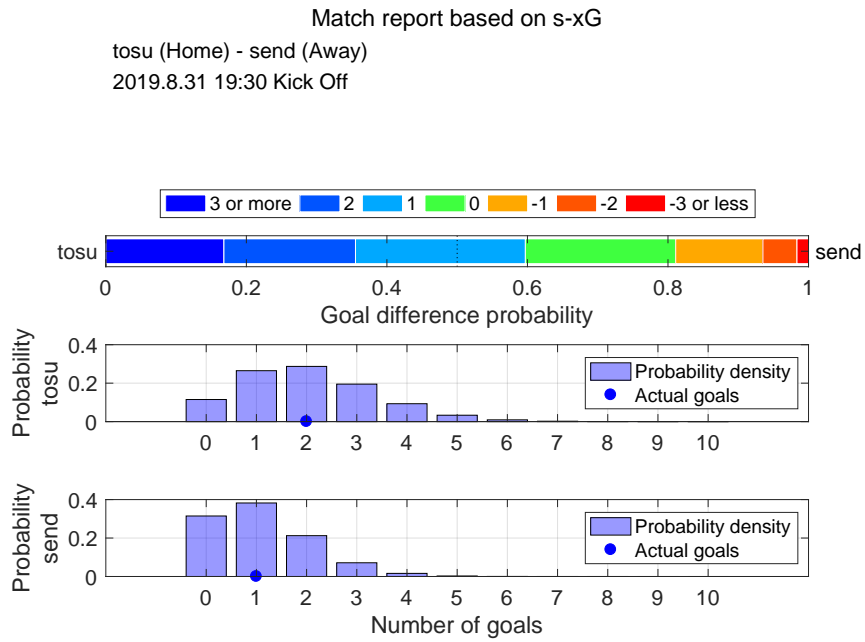 Match report based on s-xG
tosu (Home) - send (Away)
2019.8.31 19:30 Kick Off
3 or more 2 1 0 -1 -2 -3 or less
tosu send
0 0.2 0.4 0.6 0.8 1
Goal difference probability
Probability
tosu
0.4
0.2
0
Probability density
Actual goals
0 1 2 3 4 5 6 7 8 9 10
Probability
send
0.4
0.2
0
Probability density
Actual goals
0 1 2 3 4 5 6 7 8 9 10
Number of goals